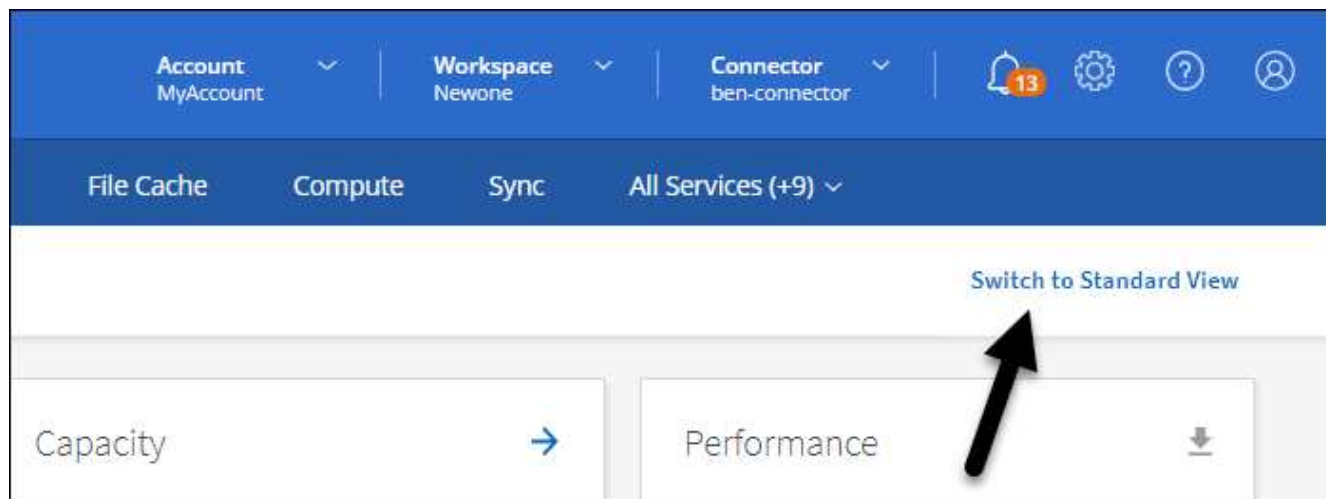 Account
MyAccount
Workspace
Newone
Connector
ben-connector
13
File Cache Compute Sync All Services (+9)
Switch to Standard View
Capacity Performance